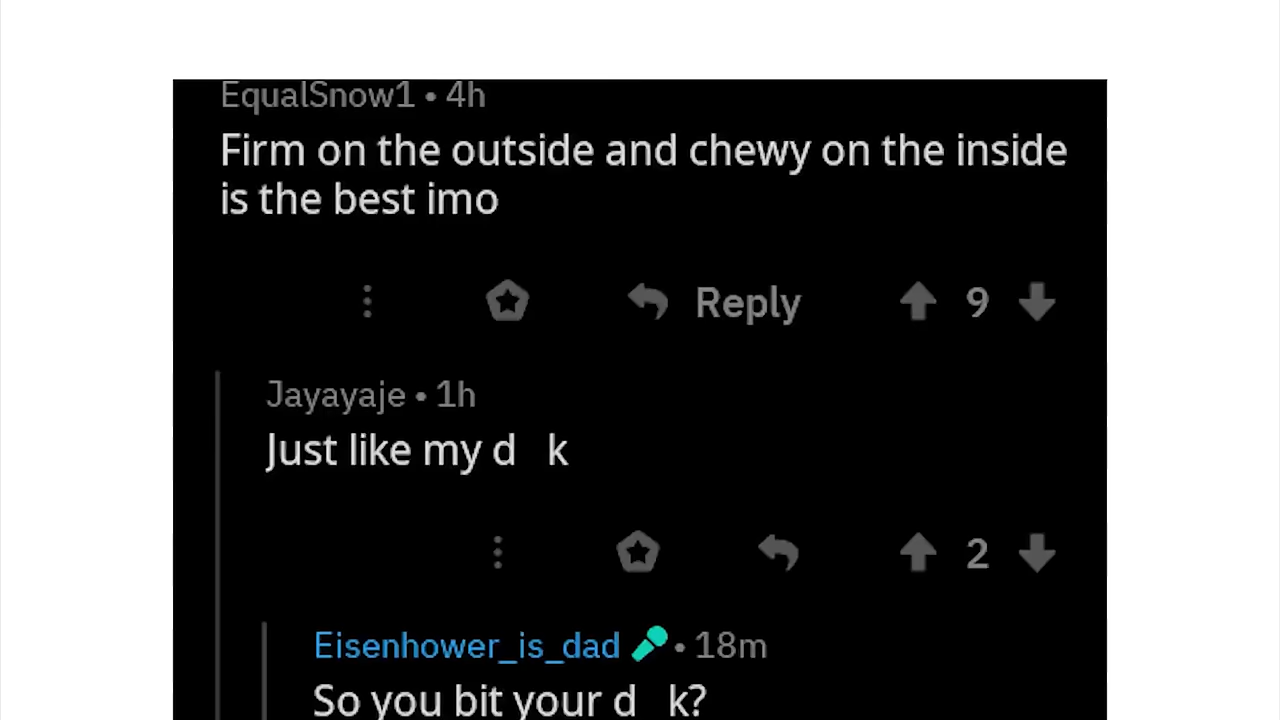 EqualSnow1 • 4h
Firm on the outside and chewy on the inside
is the best imo
Reply 9
Jayayaje • 1h
Just like my d k
2
Eisenhower_is_dad • 18m
So you bit your d k?